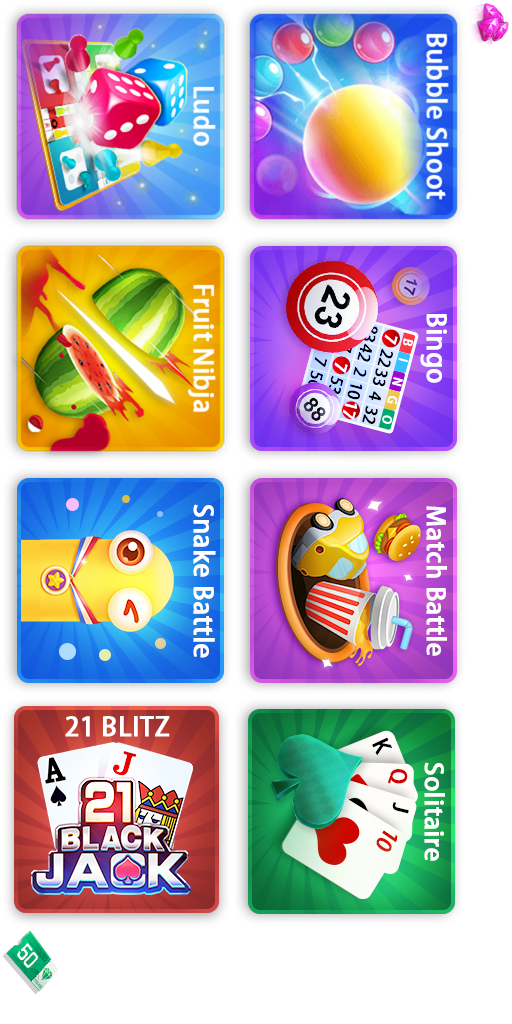 Bubble Shoot
Ludo
17
23
88
BINGO
Bingo
Fruit Nibja
Match Battle
Snake Battle
K
Q
J
10
Solitaire
21 BLITZ
A
J
21
BLACK
JACK
50